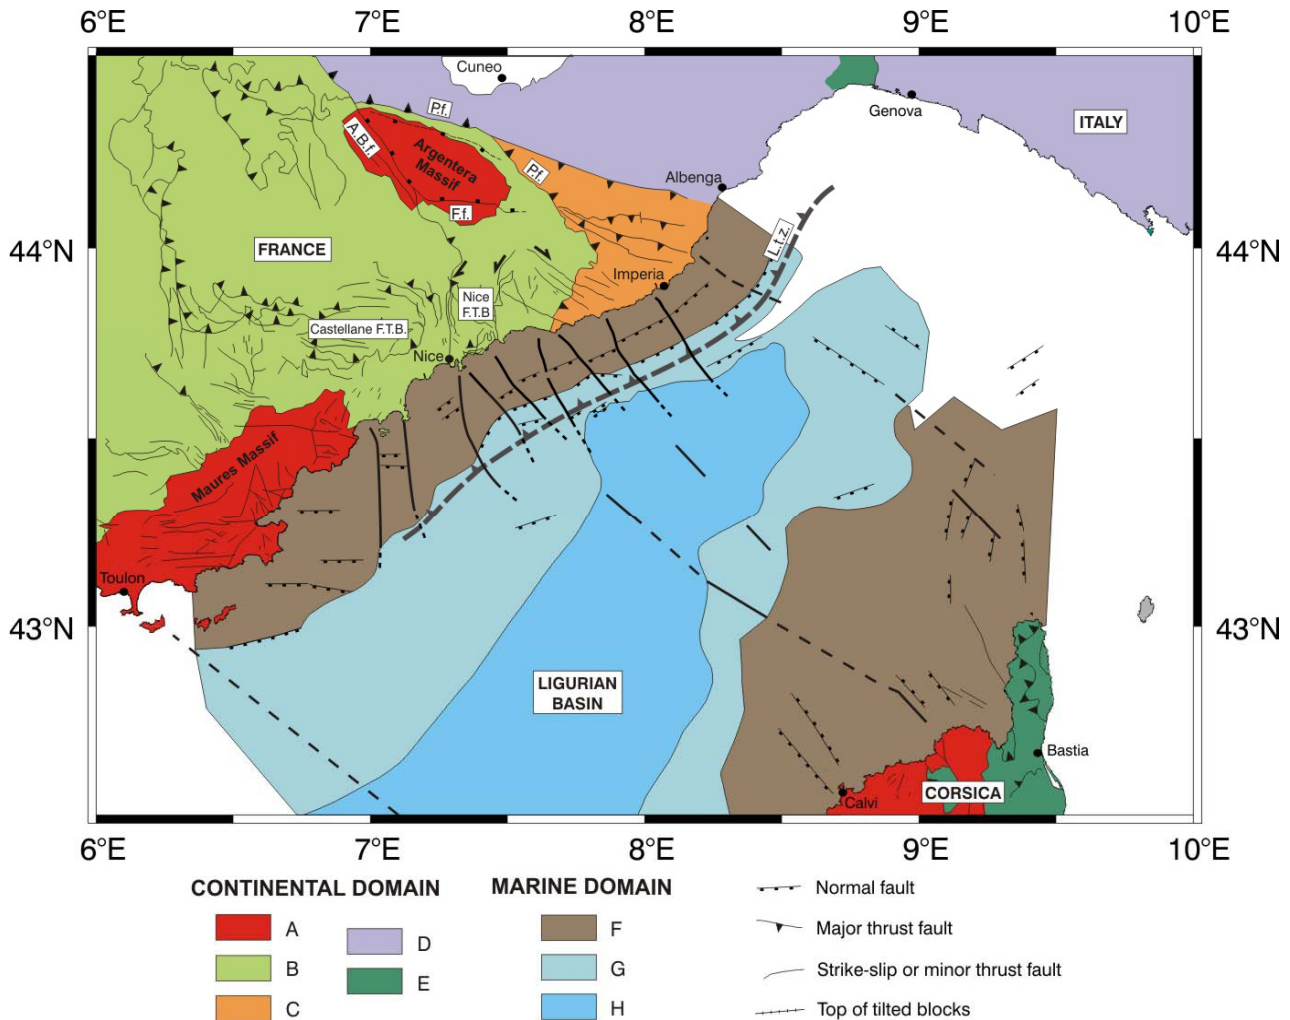 6°E 7°E 8°E 9°E 10°E
Cuneo
Genova
ITALY
P.f.
A.B.f.
Argentera
Massif
P.f.
Albenga
F.f.
L.t.z.
44°N
44°N
FRANCE
Imperia
Nice
F.T.B
Castellane F.T.B.
Nice
Maures Massif
Toulon
43°N
43°N
LIGURIAN
BASIN
Bastia
CORSICA
Calvi
6°E 7°E 8°E 9°E 10°E
CONTINENTAL DOMAIN
A
B
C
D
E
MARINE DOMAIN
F
G
H
Normal fault
Major thrust fault
Strike-slip or minor thrust fault
Top of tilted blocks